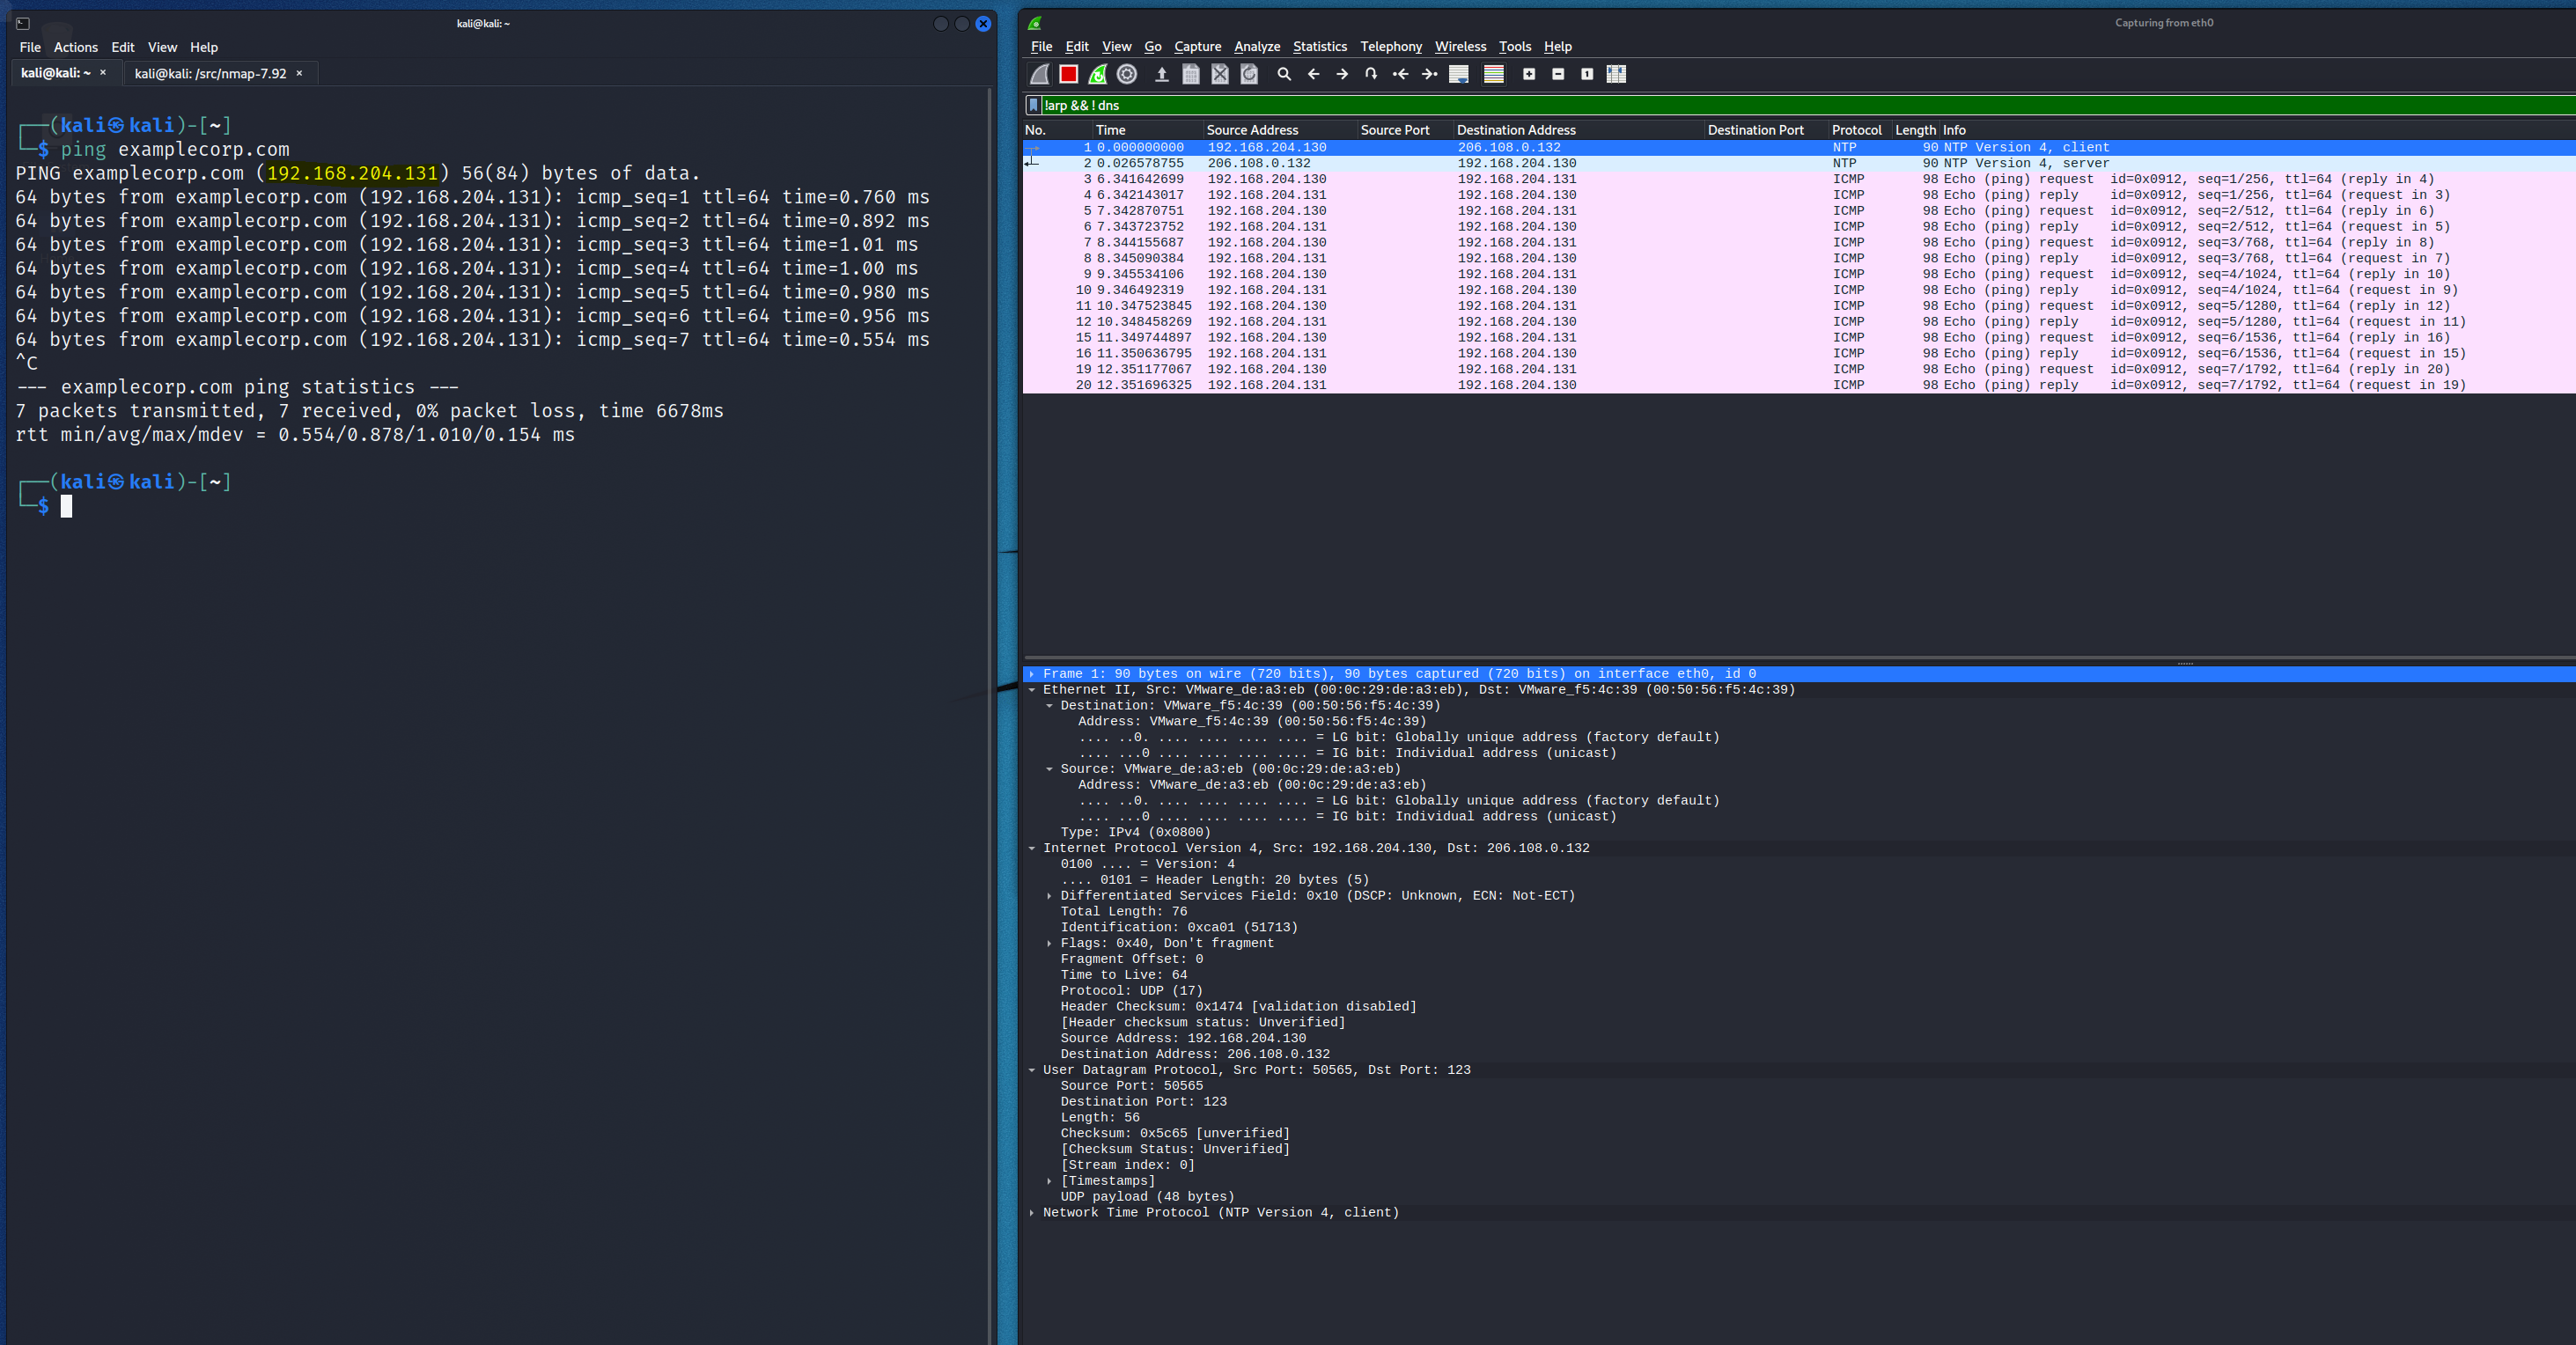 kali@kali: ~
File Actions Edit View Help
kali@kali: ~ × kali@kali: /src/nmap-7.92 ×
┌──(kali㉿kali)-[~]
└─$ ping examplecorp.com
PING examplecorp.com (192.168.204.131) 56(84) bytes of data.
64 bytes from examplecorp.com (192.168.204.131): icmp_seq=1 ttl=64 time=0.760 ms
64 bytes from examplecorp.com (192.168.204.131): icmp_seq=2 ttl=64 time=0.892 ms
64 bytes from examplecorp.com (192.168.204.131): icmp_seq=3 ttl=64 time=1.01 ms
64 bytes from examplecorp.com (192.168.204.131): icmp_seq=4 ttl=64 time=1.00 ms
64 bytes from examplecorp.com (192.168.204.131): icmp_seq=5 ttl=64 time=0.980 ms
64 bytes from examplecorp.com (192.168.204.131): icmp_seq=6 ttl=64 time=0.956 ms
64 bytes from examplecorp.com (192.168.204.131): icmp_seq=7 ttl=64 time=0.554 ms
^C
--- examplecorp.com ping statistics ---
7 packets transmitted, 7 received, 0% packet loss, time 6678ms
rtt min/avg/max/mdev = 0.554/0.878/1.010/0.154 ms
┌──(kali㉿kali)-[~]
└─$
Capturing from eth0
File Edit View Go Capture Analyze Statistics Telephony Wireless Tools Help
!arp && ! dns
No. Time Source Address Source Port Destination Address Destination Port Protocol Length Info
1 0.000000000 192.168.204.130 206.108.0.132 NTP 90 NTP Version 4, client
2 0.026578755 206.108.0.132 192.168.204.130 NTP 90 NTP Version 4, server
3 6.341642699 192.168.204.130 192.168.204.131 ICMP 98 Echo (ping) request id=0x0912, seq=1/256, ttl=64 (reply in 4)
4 6.342143017 192.168.204.131 192.168.204.130 ICMP 98 Echo (ping) reply id=0x0912, seq=1/256, ttl=64 (request in 3)
5 7.342870751 192.168.204.130 192.168.204.131 ICMP 98 Echo (ping) request id=0x0912, seq=2/512, ttl=64 (reply in 6)
6 7.343723752 192.168.204.131 192.168.204.130 ICMP 98 Echo (ping) reply id=0x0912, seq=2/512, ttl=64 (request in 5)
7 8.344155687 192.168.204.130 192.168.204.131 ICMP 98 Echo (ping) request id=0x0912, seq=3/768, ttl=64 (reply in 8)
8 8.345090384 192.168.204.131 192.168.204.130 ICMP 98 Echo (ping) reply id=0x0912, seq=3/768, ttl=64 (request in 7)
9 9.345534106 192.168.204.130 192.168.204.131 ICMP 98 Echo (ping) request id=0x0912, seq=4/1024, ttl=64 (reply in 10)
10 9.346492319 192.168.204.131 192.168.204.130 ICMP 98 Echo (ping) reply id=0x0912, seq=4/1024, ttl=64 (request in 9)
11 10.347523845 192.168.204.130 192.168.204.131 ICMP 98 Echo (ping) request id=0x0912, seq=5/1280, ttl=64 (reply in 12)
12 10.348458269 192.168.204.131 192.168.204.130 ICMP 98 Echo (ping) reply id=0x0912, seq=5/1280, ttl=64 (request in 11)
15 11.349744897 192.168.204.130 192.168.204.131 ICMP 98 Echo (ping) request id=0x0912, seq=6/1536, ttl=64 (reply in 16)
16 11.350636795 192.168.204.131 192.168.204.130 ICMP 98 Echo (ping) reply id=0x0912, seq=6/1536, ttl=64 (request in 15)
19 12.351177067 192.168.204.130 192.168.204.131 ICMP 98 Echo (ping) request id=0x0912, seq=7/1792, ttl=64 (reply in 20)
20 12.351696325 192.168.204.131 192.168.204.130 ICMP 98 Echo (ping) reply id=0x0912, seq=7/1792, ttl=64 (request in 19)
Frame 1: 90 bytes on wire (720 bits), 90 bytes captured (720 bits) on interface eth0, id 0
Ethernet II, Src: VMware_de:a3:eb (00:0c:29:de:a3:eb), Dst: VMware_f5:4c:39 (00:50:56:f5:4c:39)
Destination: VMware_f5:4c:39 (00:50:56:f5:4c:39)
Address: VMware_f5:4c:39 (00:50:56:f5:4c:39)
.... ..0. .... .... .... .... = LG bit: Globally unique address (factory default)
.... ...0 .... .... .... .... = IG bit: Individual address (unicast)
Source: VMware_de:a3:eb (00:0c:29:de:a3:eb)
Address: VMware_de:a3:eb (00:0c:29:de:a3:eb)
.... ..0. .... .... .... .... = LG bit: Globally unique address (factory default)
.... ...0 .... .... .... .... = IG bit: Individual address (unicast)
Type: IPv4 (0x0800)
Internet Protocol Version 4, Src: 192.168.204.130, Dst: 206.108.0.132
0100 .... = Version: 4
.... 0101 = Header Length: 20 bytes (5)
Differentiated Services Field: 0x10 (DSCP: Unknown, ECN: Not-ECT)
Total Length: 76
Identification: 0xca01 (51713)
Flags: 0x40, Don't fragment
Fragment Offset: 0
Time to Live: 64
Protocol: UDP (17)
Header Checksum: 0x1474 [validation disabled]
[Header checksum status: Unverified]
Source Address: 192.168.204.130
Destination Address: 206.108.0.132
User Datagram Protocol, Src Port: 50565, Dst Port: 123
Source Port: 50565
Destination Port: 123
Length: 56
Checksum: 0x5c65 [unverified]
[Checksum Status: Unverified]
[Stream index: 0]
[Timestamps]
UDP payload (48 bytes)
Network Time Protocol (NTP Version 4, client)